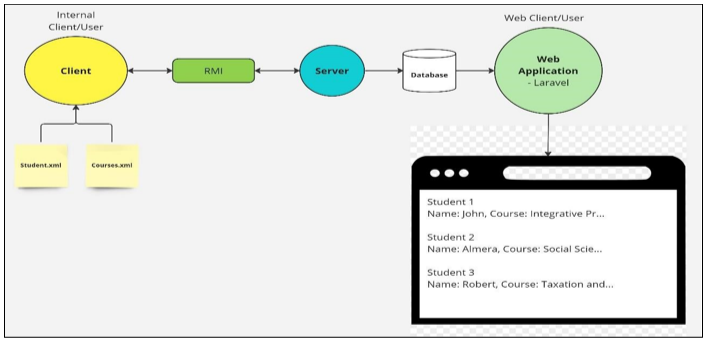 Internal
Client/User
Web Client/User
Client
RMI
Server
Database
Web
Application
- Laravel
Student.xml
Courses.xml
Student 1
Name: John, Course: Integrative Pr...
Student 2
Name: Almera, Course: Social Scie...
Student 3
Name: Robert, Course: Taxation and...